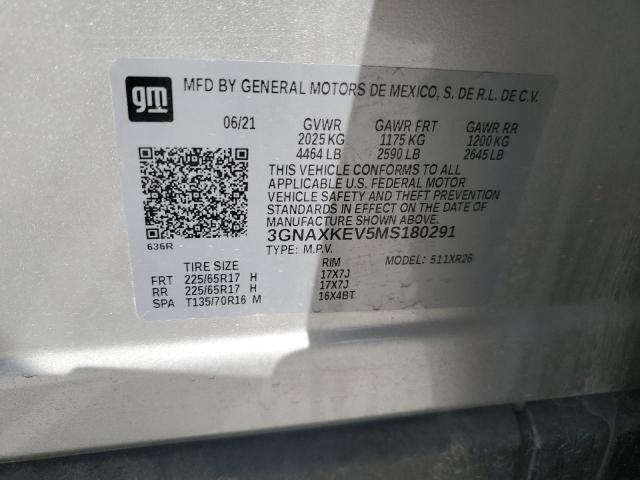 gm
MFD BY GENERAL MOTORS DE MEXICO, S. DE R.L. DE C.V.
06/21 GVWR GAWR FRT GAWR RR
2025 KG 1175 KG 1200 KG
4464 LB 2590 LB 2645 LB
THIS VEHICLE CONFORMS TO ALL
APPLICABLE U.S. FEDERAL MOTOR
VEHICLE SAFETY AND THEFT PREVENTION
STANDARDS IN EFFECT ON THE DATE OF
MANUFACTURE SHOWN ABOVE.
3GNAXKEV5MS180291
636R
TYPE: M.P.V. MODEL: 511XR26
TIRE SIZE RIM
FRT 225/65R17 H 17X7J
RR 225/65R17 H 17X7J
SPA T135/70R16 M 16X4BT